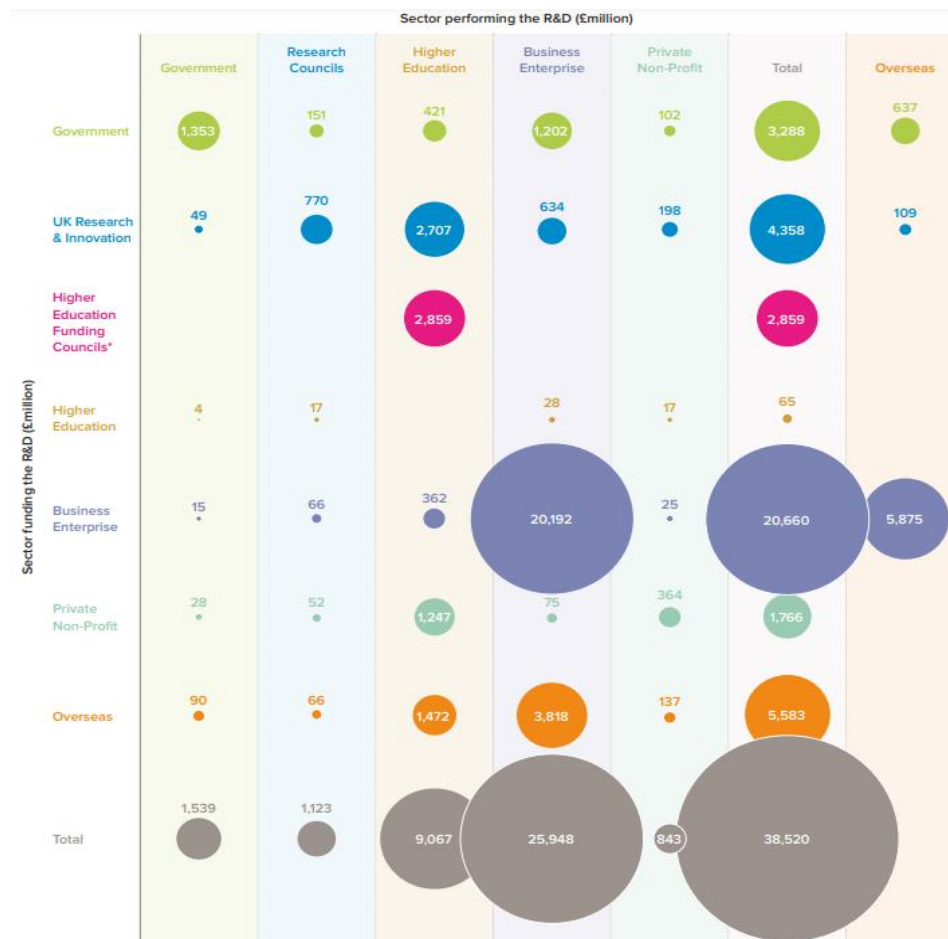 Sector performing the R&D (£million)
Government
Research
Councils
Higher
Education
Business
Enterprise
Private
Non-Profit
Total
Overseas
Sector funding the R&D (£million)
Government
1,353
151
421
1,202
102
3,288
637
UK Research
& Innovation
49
770
2,707
634
198
4,358
109
Higher
Education
Funding
Councils*
2,859
2,859
Higher
Education
4
17
28
17
65
Business
Enterprise
15
66
362
20,192
25
20,660
5,875
Private
Non-Profit
28
52
1,247
75
364
1,766
Overseas
90
66
1,472
3,818
137
5,583
Total
1,539
1,123
9,067
25,948
843
38,520